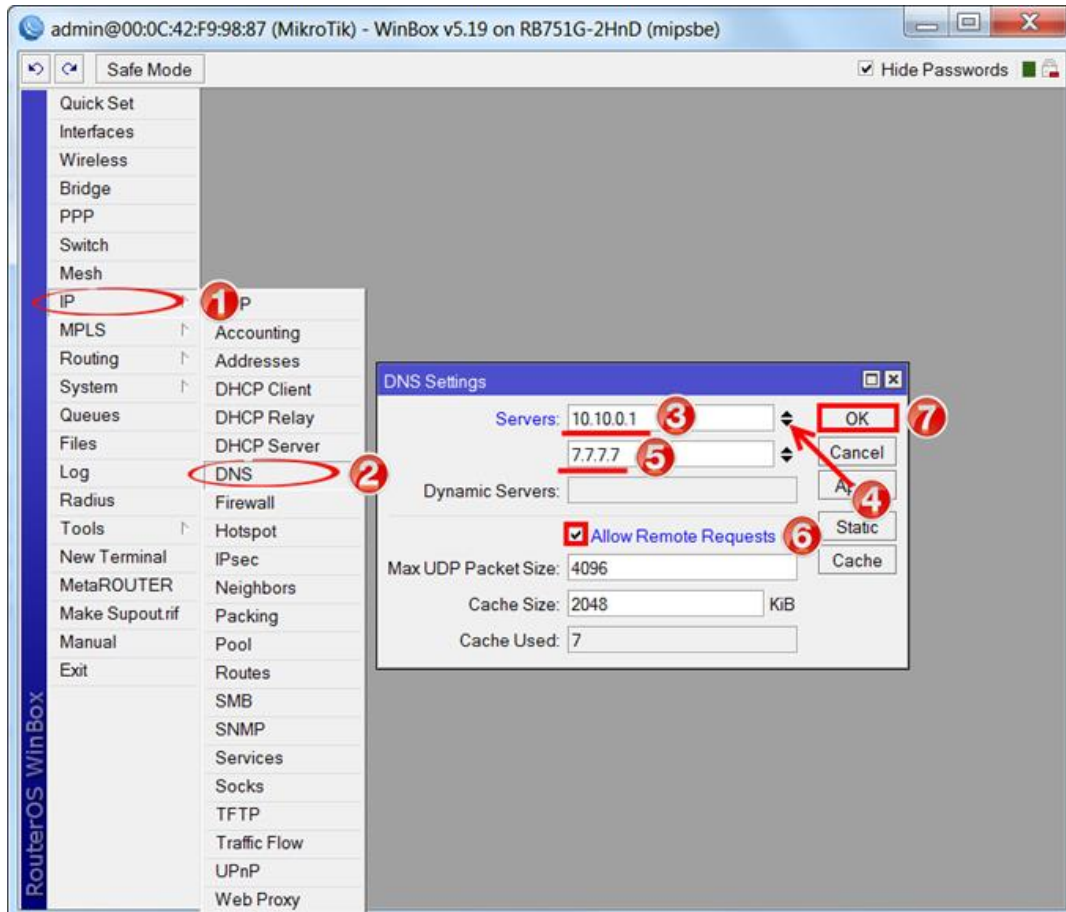 admin@00:0C:42:F9:98:87 (MikroTik) - WinBox v5.19 on RB751G-2HnD (mipsbe)
Safe Mode
Hide Passwords
Quick Set
Interfaces
Wireless
Bridge
PPP
Switch
Mesh
IP
MPLS
Routing
System
Queues
Files
Log
Radius
Tools
New Terminal
MetaROUTER
Make Supout.rif
Manual
Exit
RouterOS WinBox
1
P
Accounting
Addresses
DHCP Client
DHCP Relay
DHCP Server
DNS
2
Firewall
Hotspot
IPsec
Neighbors
Packing
Pool
Routes
SMB
SNMP
Services
Socks
TFTP
Traffic Flow
UPnP
Web Proxy
DNS Settings
Servers: 10.10.0.1 3
7.7.7.7 5
Dynamic Servers:
Allow Remote Requests 6
Max UDP Packet Size: 4096
Cache Size: 2048 KiB
Cache Used: 7
OK 7
Cancel
4
Static
Cache